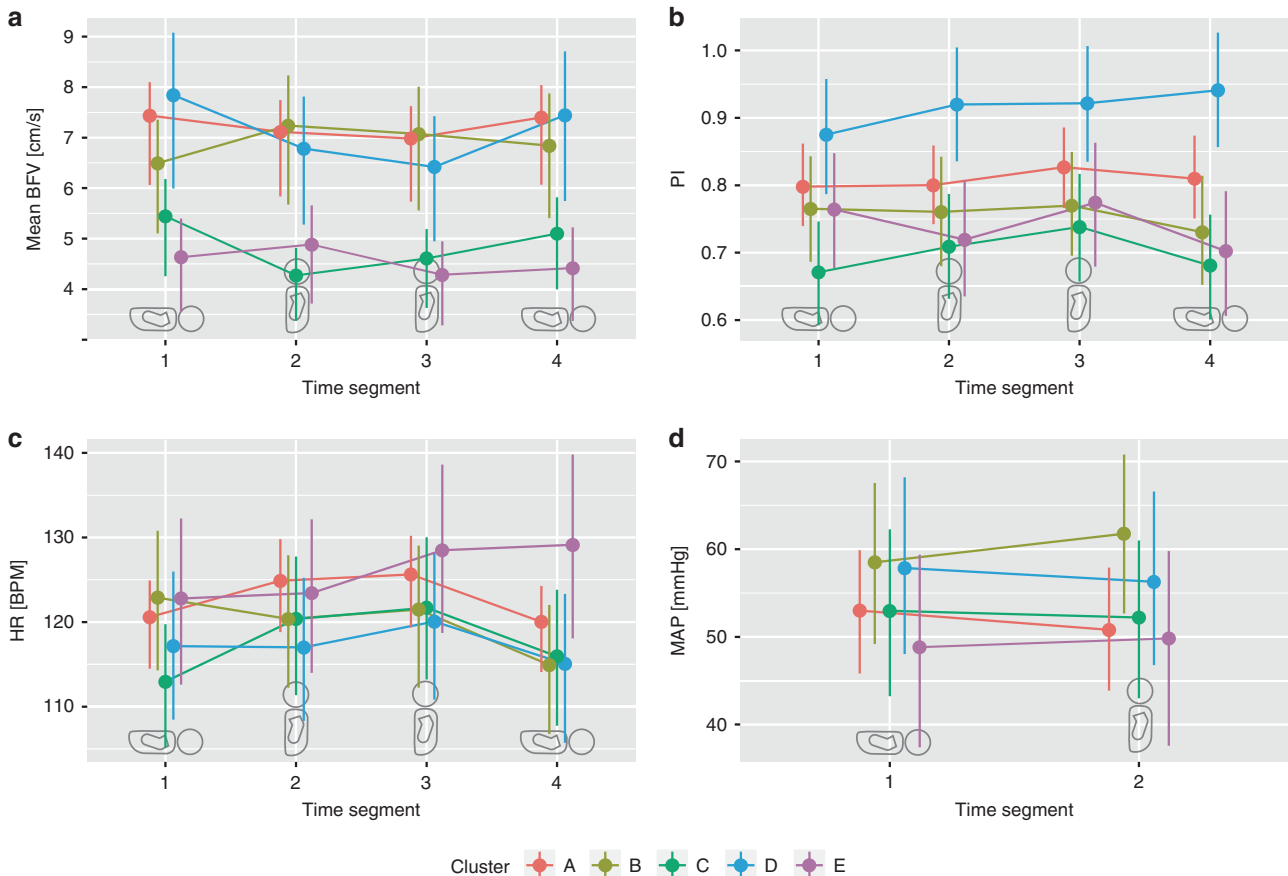 a
Mean BFV [cm/s]
9
8
7
6
5
4
1 2 3 4
Time segment
b
PI
1.0
0.9
0.8
0.7
0.6
1 2 3 4
Time segment
c
HR [BPM]
140
130
120
110
1 2 3 4
Time segment
d
MAP [mmHg]
70
60
50
40
1 2
Time segment
Cluster A B C D E